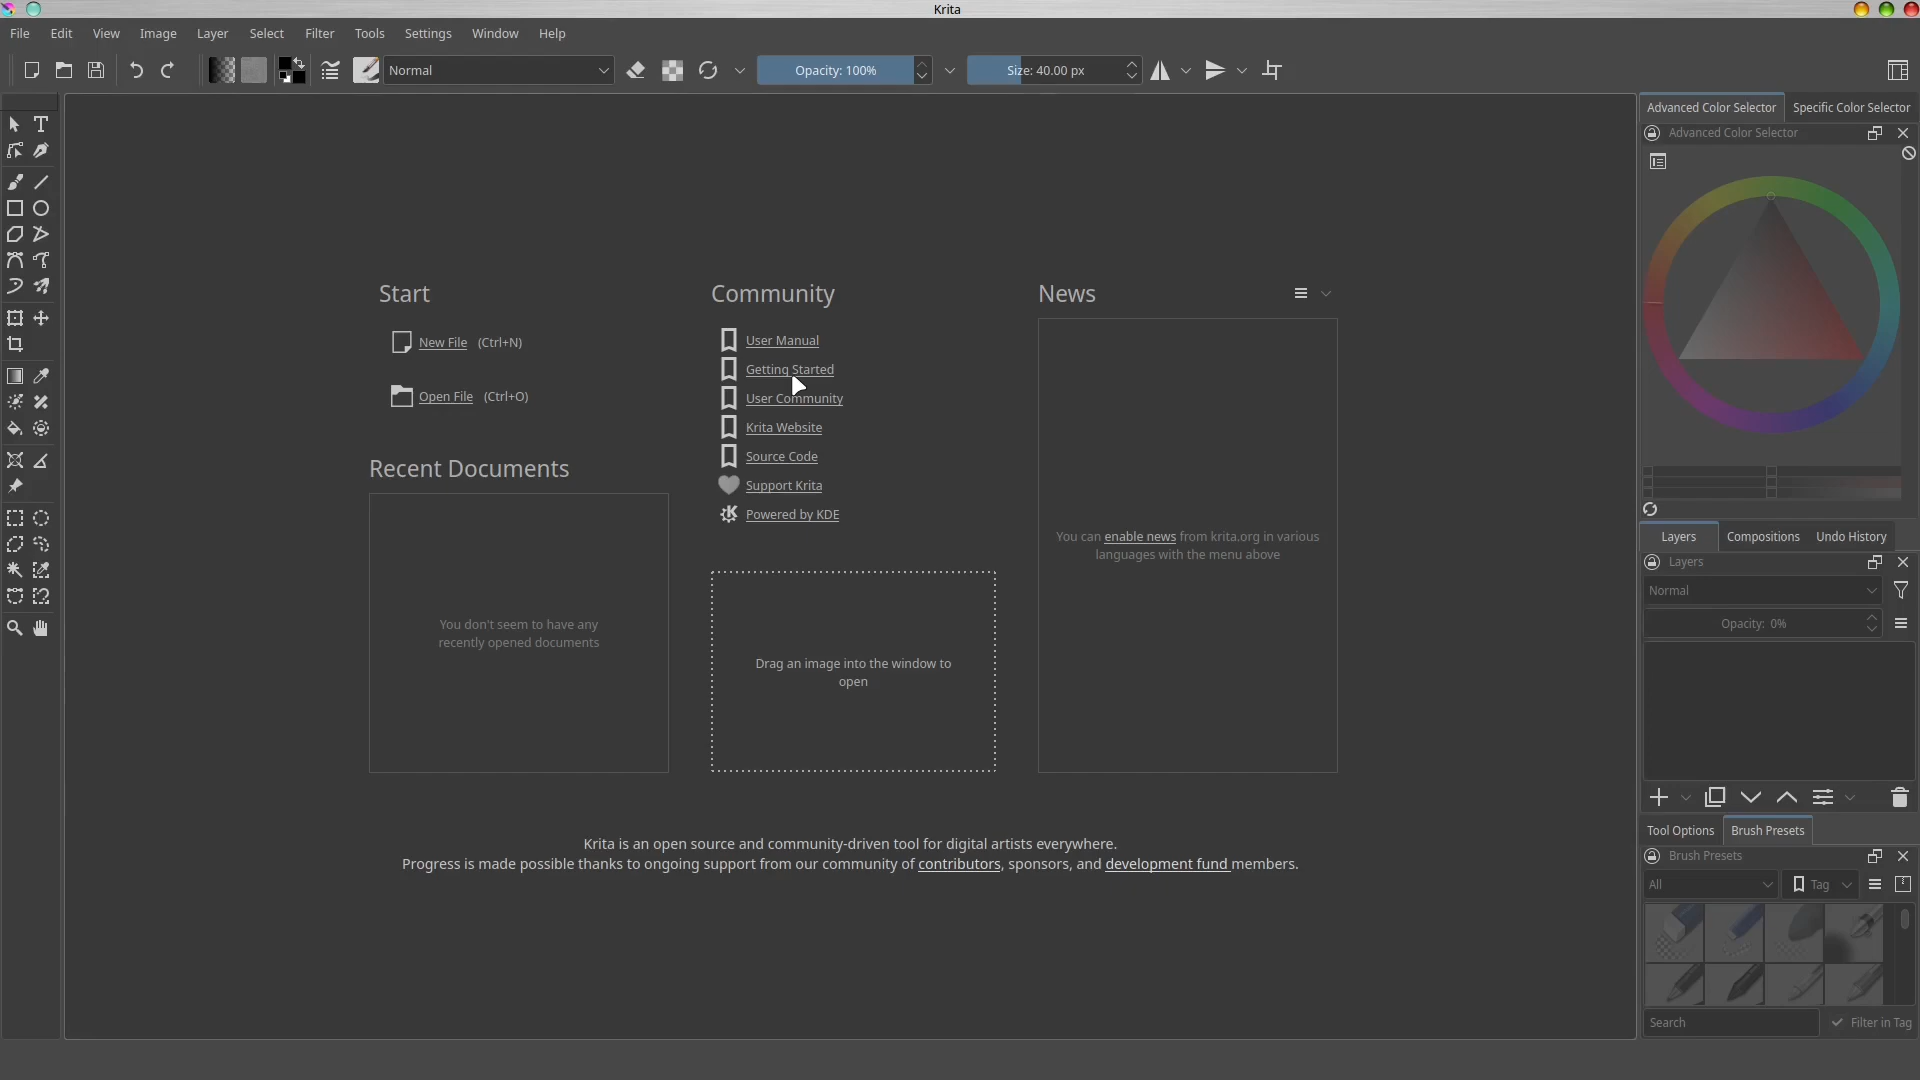 Krita
File Edit View Image Layer Select Filter Tools Settings Window Help
Normal
Opacity: 100%
Size: 40.00 px
Advanced Color Selector
Specific Color Selector
Advanced Color Selector
Start
New File (Ctrl+N)
Open File (Ctrl+O)
Recent Documents
You don't seem to have any
recently opened documents
Community
User Manual
Getting Started
User Community
Krita Website
Source Code
Support Krita
Powered by KDE
Drag an image into the window to
open
News
You can enable news from krita.org in various
languages with the menu above
Krita is an open source and community-driven tool for digital artists everywhere.
Progress is made possible thanks to ongoing support from our community of contributors, sponsors, and development fund members.
Layers Compositions Undo History
Layers
Normal
Opacity: 0%
Tool Options Brush Presets
Brush Presets
All
Tag
Search
Filter in Tag